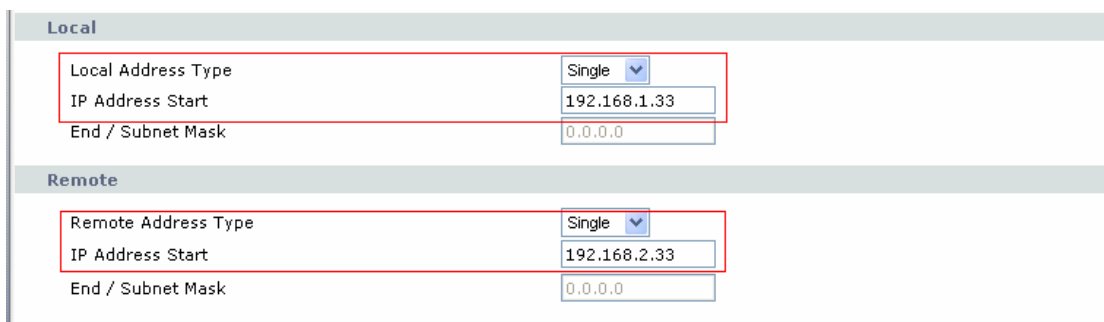 Local
Local Address Type Single
IP Address Start 192.168.1.33
End / Subnet Mask 0.0.0.0
Remote
Remote Address Type Single
IP Address Start 192.168.2.33
End / Subnet Mask 0.0.0.0